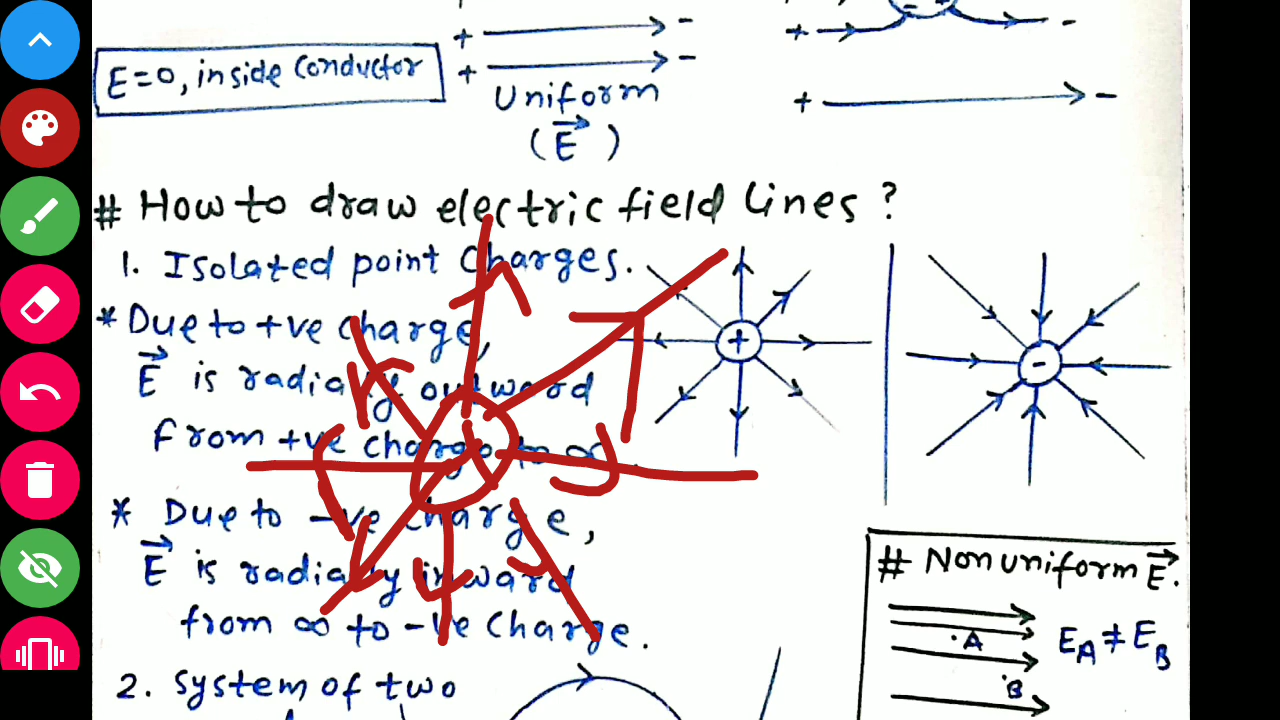 + -
+ -
+ -
+ -
E=0, inside conductor
Uniform
(E⃗)
# How to draw electric field lines ?
1. Isolated point charges.
* Due to +ve charge,
E⃗ is radially outward
from +ve charge to ∞.
+
-
* Due to -ve charge,
E⃗ is radially inward
from ∞ to -ve charge.
# Nonuniform E⃗.
.A
.B
E_A ≠ E_B
2. System of two